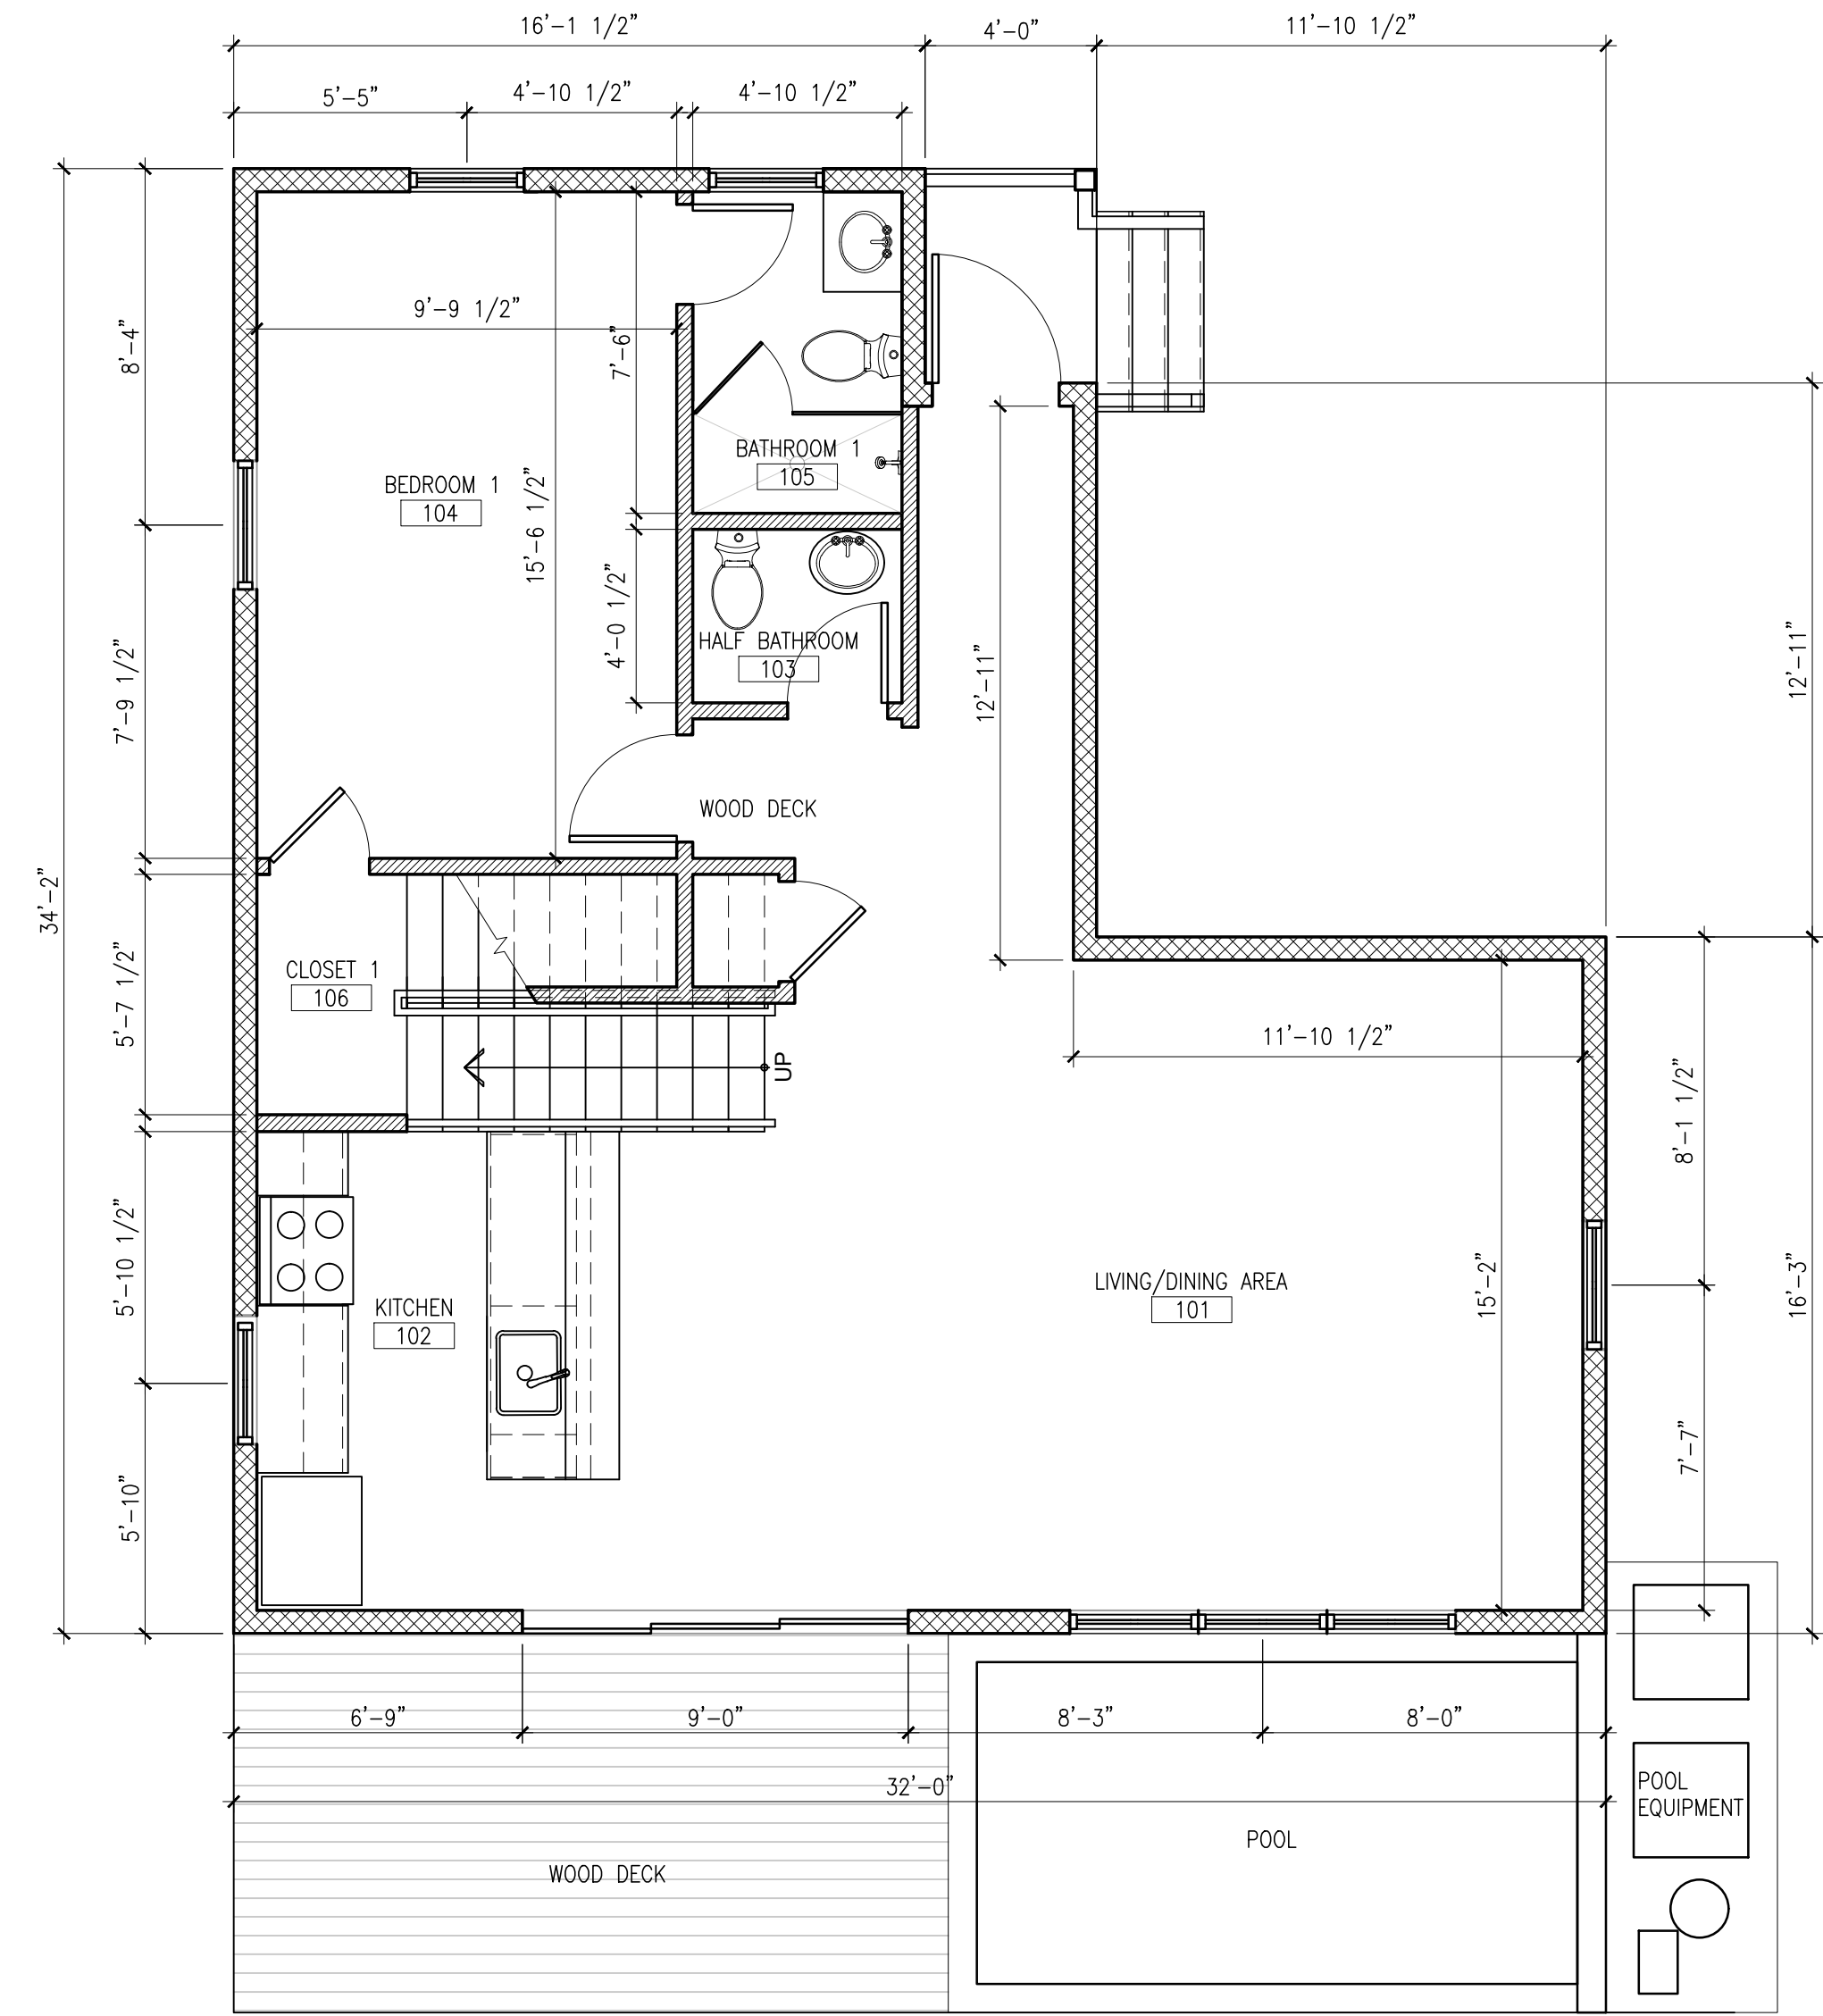 16'-1 1/2"
4'-0"
11'-10 1/2"
5'-5"
4'-10 1/2"
4'-10 1/2"
8'-4"
9'-9 1/2"
7'-6"
BATHROOM 1
105
BEDROOM 1
104
15'-6 1/2"
4'-0 1/2"
HALF BATHROOM
103
12'-11"
12'-11"
7'-9 1/2"
WOOD DECK
34'-2"
5'-7 1/2"
CLOSET 1
106
UP
11'-10 1/2"
8'-1 1/2"
5'-10 1/2"
KITCHEN
102
LIVING/DINING AREA
101
15'-2"
16'-3"
7'-7"
5'-10"
6'-9"
9'-0"
8'-3"
8'-0"
32'-0"
POOL
EQUIPMENT
POOL
WOOD DECK